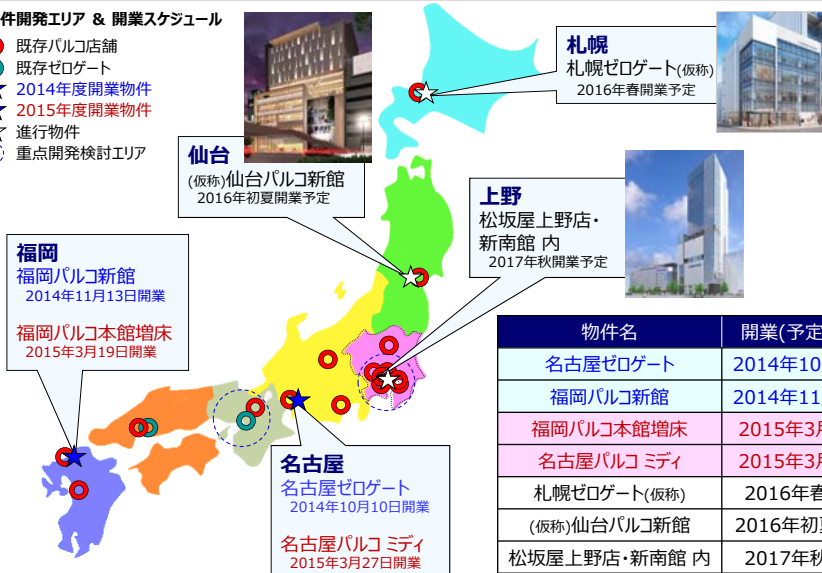 件開発エリア & 開業スケジュール
既存パルコ店舗
既存ゼロゲート
2014年度開業物件
2015年度開業物件
進行物件
重点開発検討エリア
札幌
札幌ゼロゲート(仮称)
2016年春開業予定
仙台
(仮称)仙台パルコ新館
2016年初夏開業予定
上野
松坂屋上野店・
新南館 内
2017年秋開業予定
福岡
福岡パルコ新館
2014年11月13日開業
福岡パルコ本館増床
2015年3月19日開業
名古屋
名古屋ゼロゲート
2014年10月10日開業
名古屋パルコ ミディ
2015年3月27日開業
物件名 開業(予定
名古屋ゼロゲート 2014年10
福岡パルコ新館 2014年11
福岡パルコ本館増床 2015年3月
名古屋パルコ ミディ 2015年3月
札幌ゼロゲート(仮称) 2016年春
(仮称)仙台パルコ新館 2016年初夏
松坂屋上野店・新南館 内 2017年秋